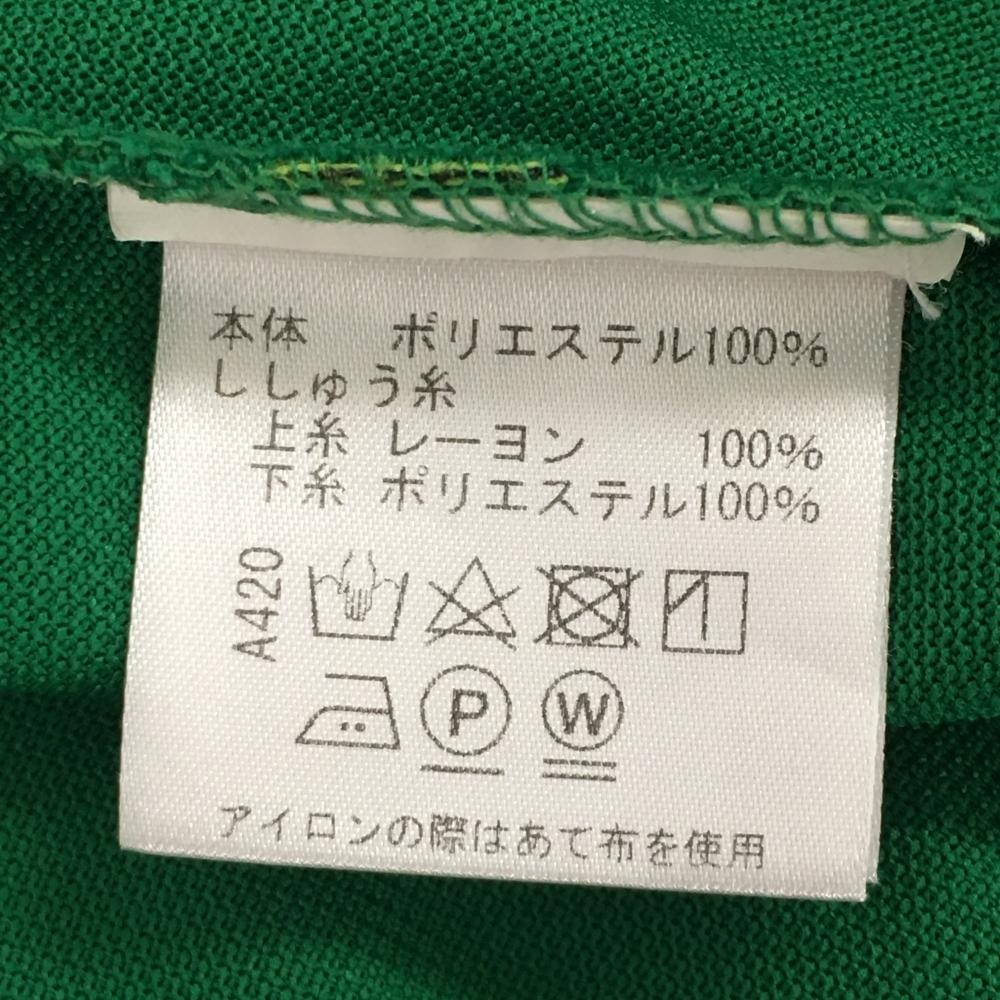 本体 ポリエステル100%
ししゅう糸
上糸 レーヨン 100%
下糸 ポリエステル100%
A420
P W
アイロンの際はあて布を使用